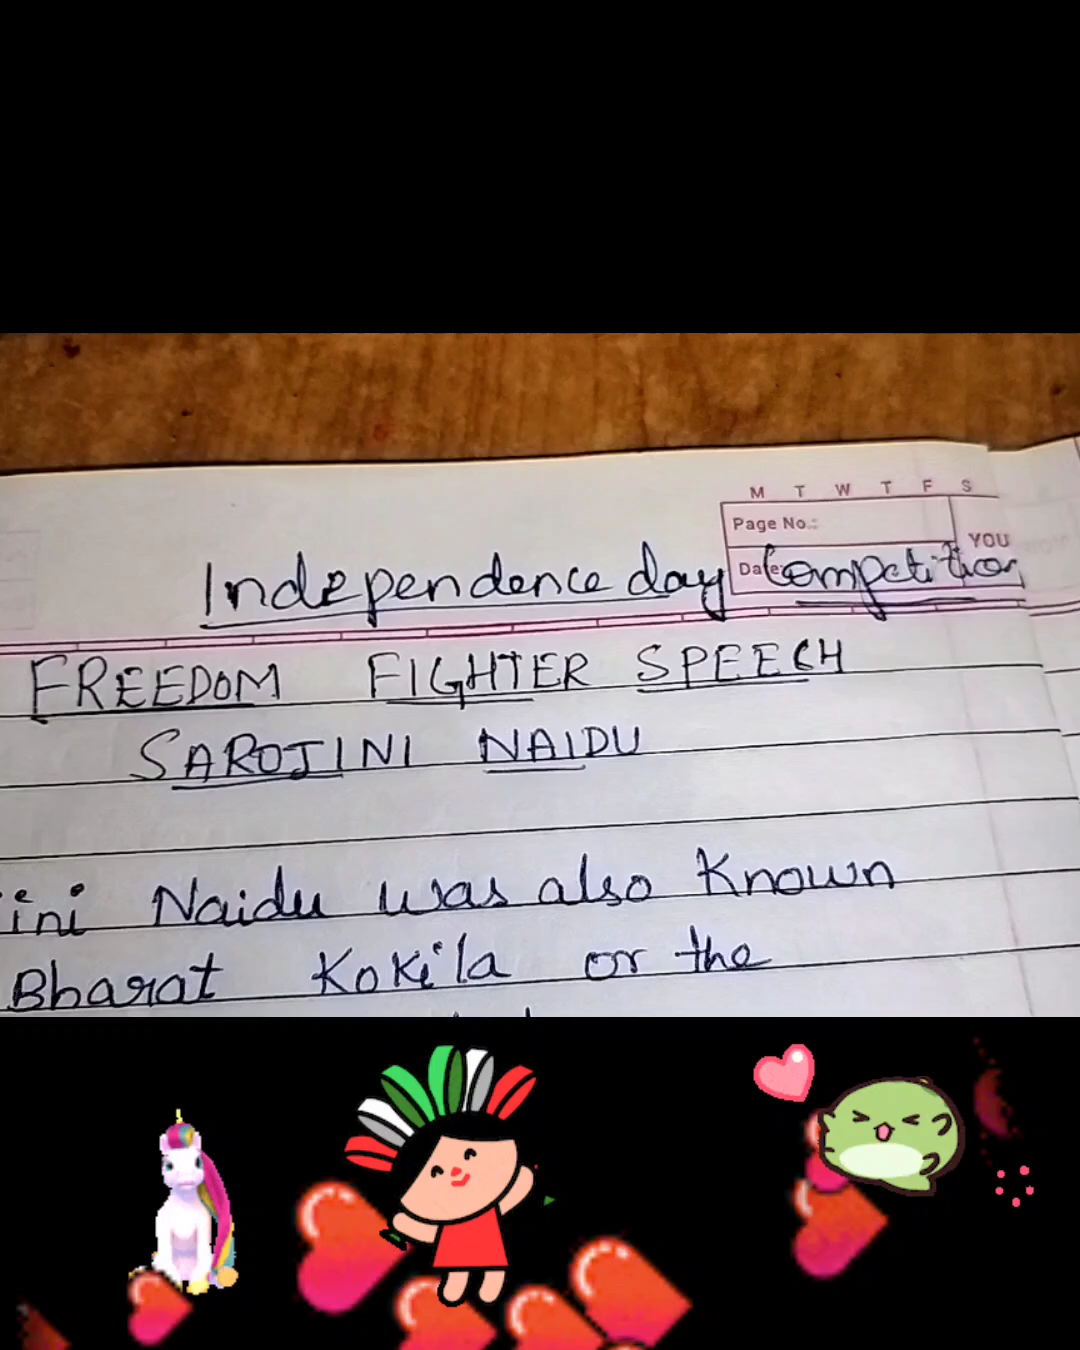 M T W T F S
Page No.:
YOU
Date:
Independence day Competition
FREEDOM FIGHTER SPEECH
SAROJINI NAIDU
ini Naidu was also Known
Bharat Kokila or the